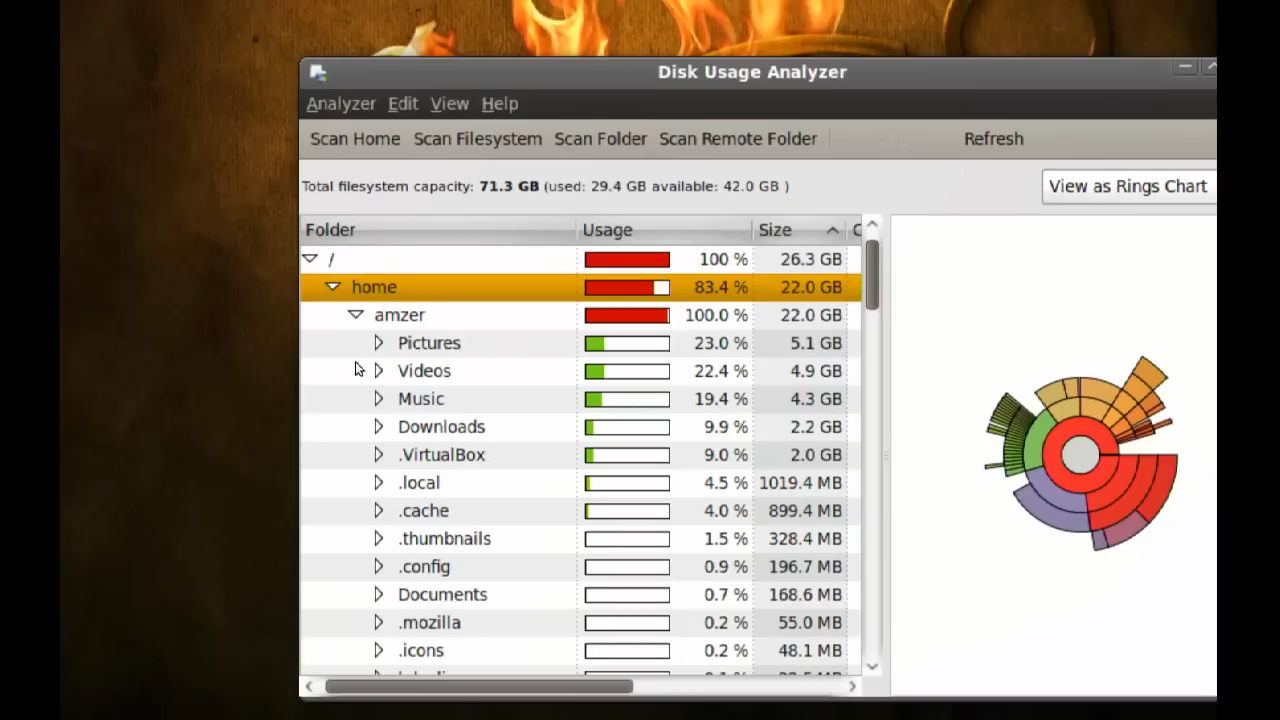 Disk Usage Analyzer
Analyzer Edit View Help
Scan Home Scan Filesystem Scan Folder Scan Remote Folder Refresh
Total filesystem capacity: 71.3 GB (used: 29.4 GB available: 42.0 GB )
View as Rings Chart
Folder Usage Size C
/ 100 % 26.3 GB
home 83.4 % 22.0 GB
amzer 100.0 % 22.0 GB
Pictures 23.0 % 5.1 GB
Videos 22.4 % 4.9 GB
Music 19.4 % 4.3 GB
Downloads 9.9 % 2.2 GB
.VirtualBox 9.0 % 2.0 GB
.local 4.5 % 1019.4 MB
.cache 4.0 % 899.4 MB
.thumbnails 1.5 % 328.4 MB
.config 0.9 % 196.7 MB
Documents 0.7 % 168.6 MB
.mozilla 0.2 % 55.0 MB
.icons 0.2 % 48.1 MB